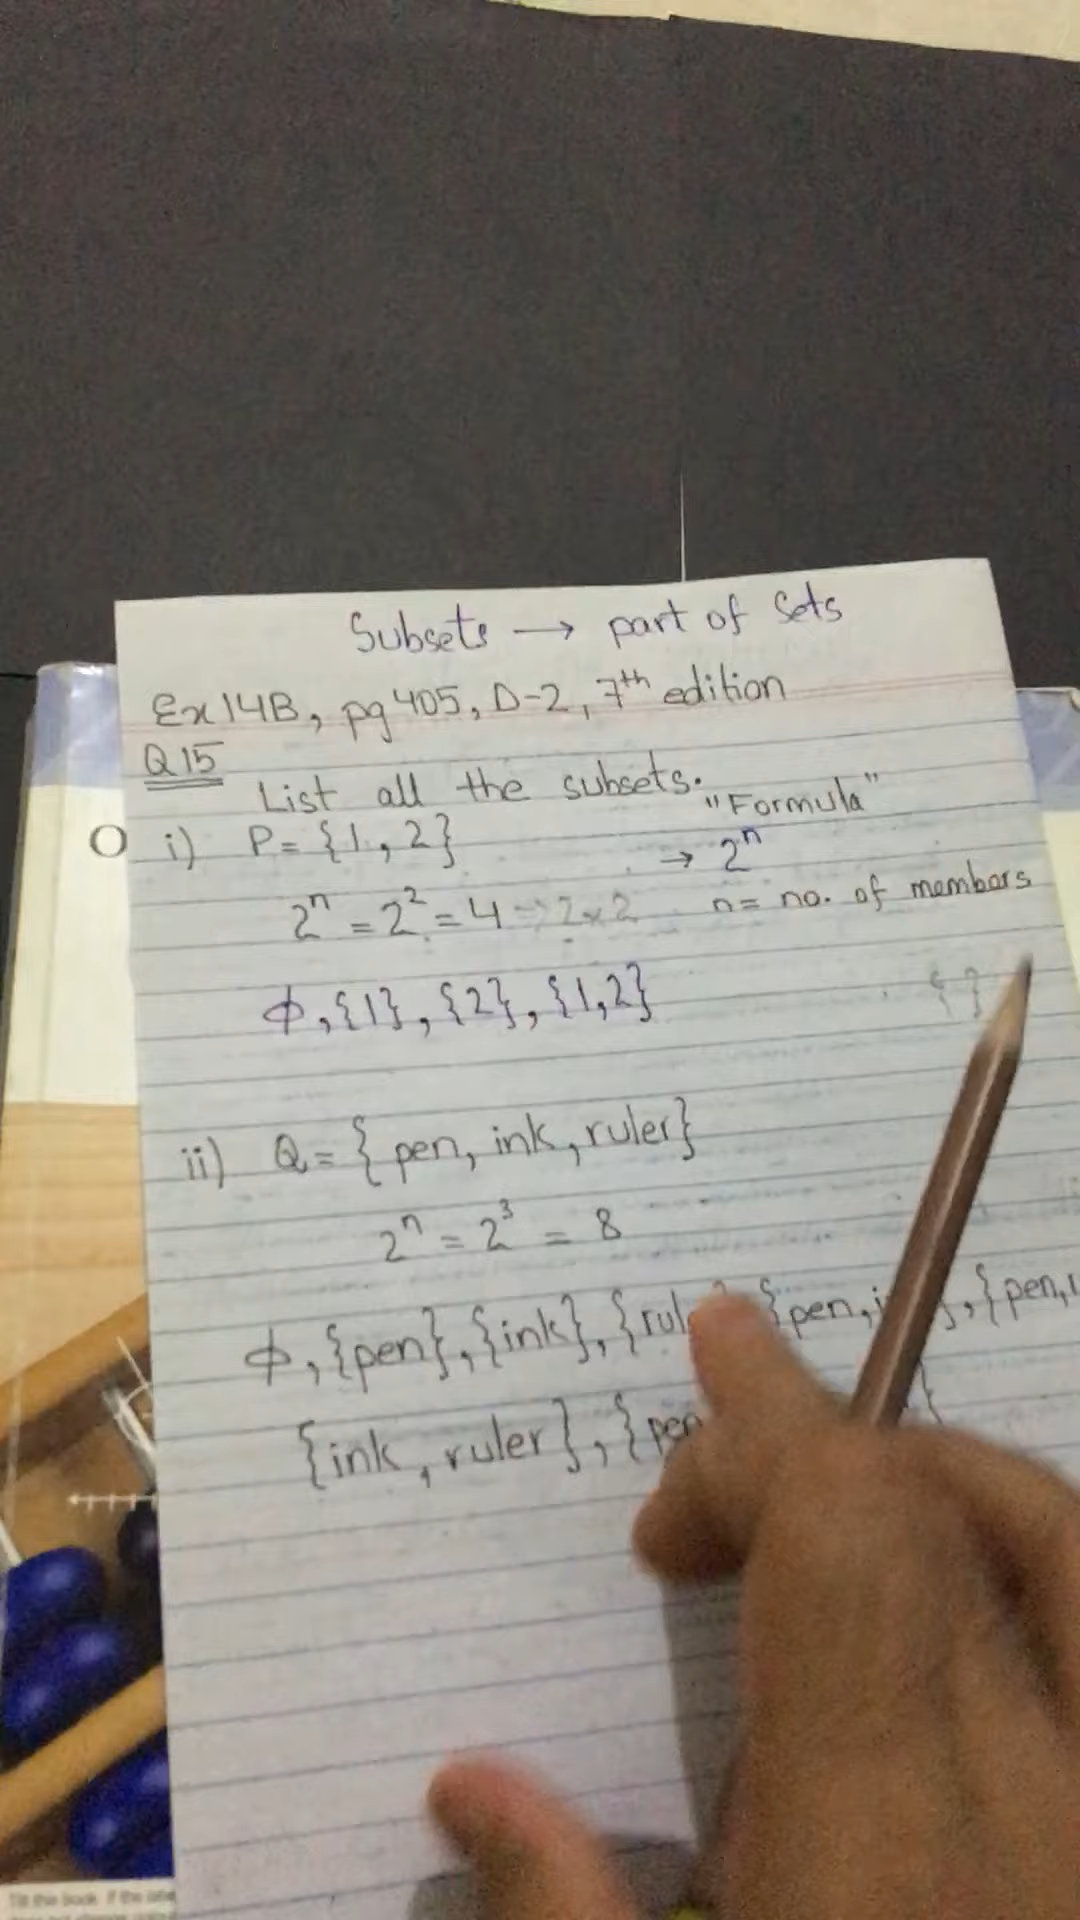 Subsets → part of Sets
Ex 14B, pg 405, D-2, 7th edition
Q15
List all the subsets.
"Formula"
i) P = {1, 2}
→ 2ⁿ
2ⁿ = 2² = 4 → 2×2
n = no. of members
ϕ, {1}, {2}, {1,2}
{ }
ii) Q = { pen, ink, ruler}
2ⁿ = 2³ = 8
ϕ, {pen}, {ink}, { {pen, }, {pen,
{ink, ruler}, {pen }